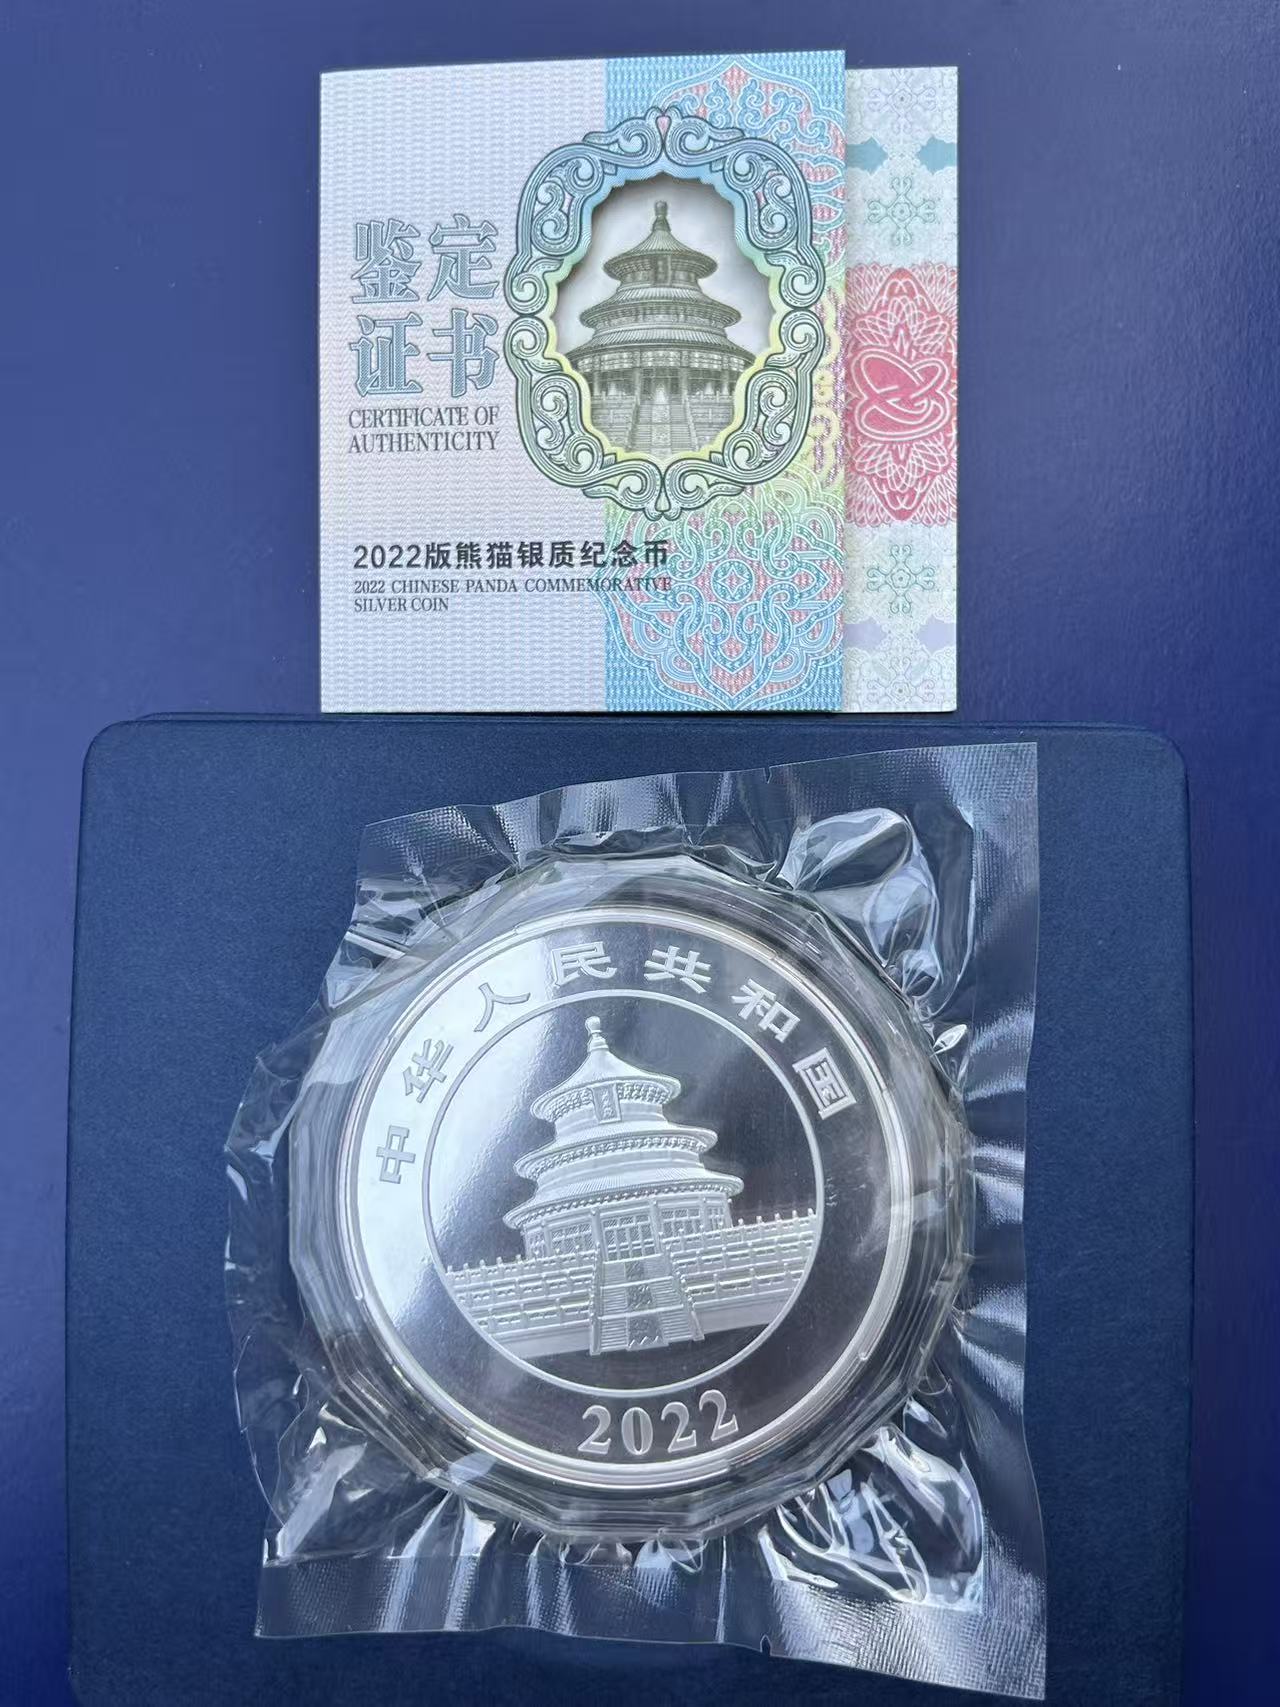 鉴定
证书
CERTIFICATE OF
AUTHENTICITY
2022版熊猫银质纪念币
2022 CHINESE PANDA COMMEMORATIVE
SILVER COIN
中华人民共和国
2022